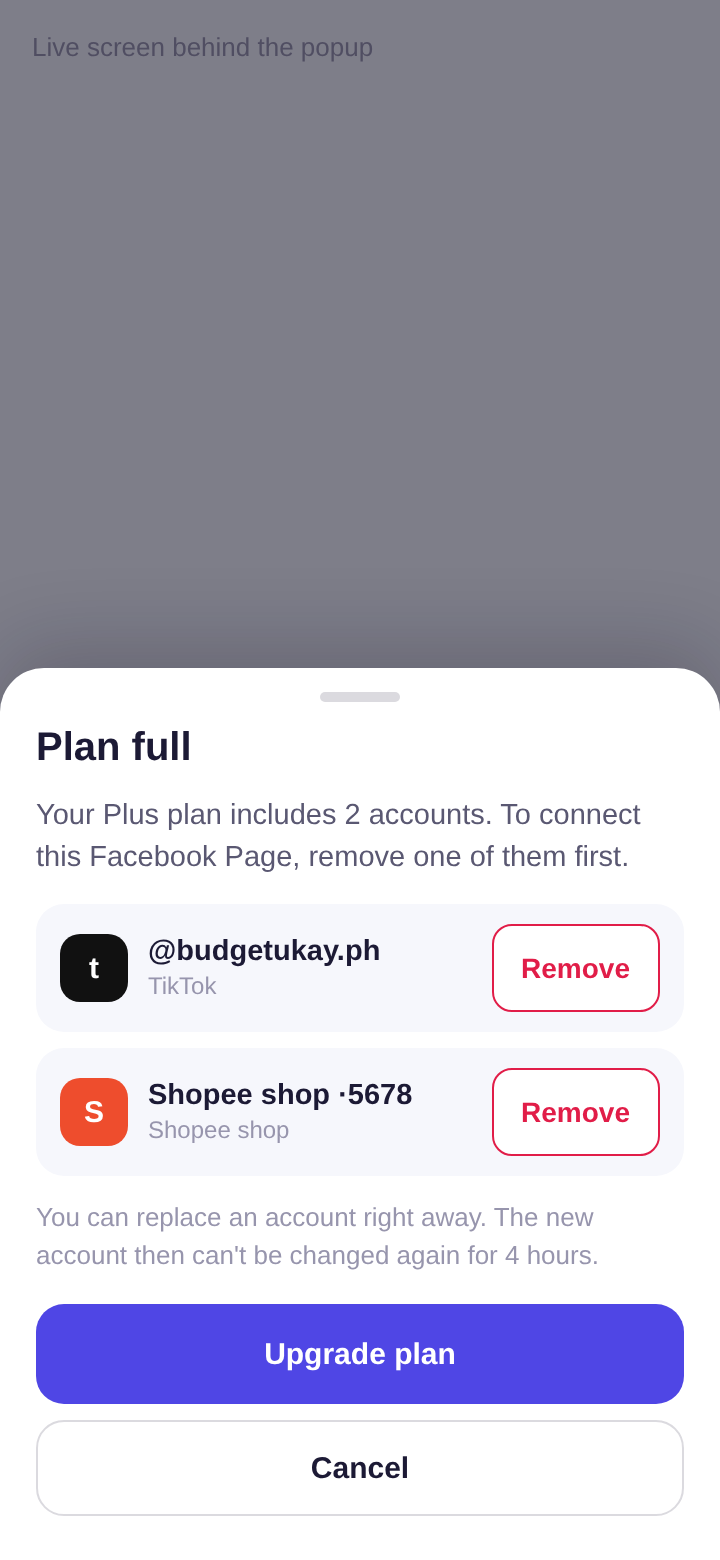 Live screen behind the popup
Plan full
Your Plus plan includes 2 accounts. To connect
this Facebook Page, remove one of them first.
t
@budgetukay.ph
TikTok
Remove
S
Shopee shop ·5678
Shopee shop
Remove
You can replace an account right away. The new
account then can't be changed again for 4 hours.
Upgrade plan
Cancel